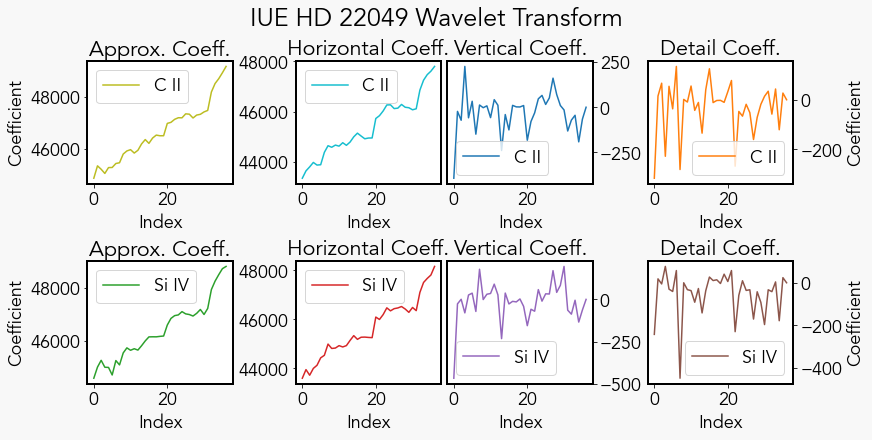 IUE HD 22049 Wavelet Transform
Approx. Coeff. Horizontal Coeff. Vertical Coeff. Detail Coeff.
Coefficient
48000
46000
C II
0 20
Index
48000
46000
44000
C II
0 20
Index
250
0
−250
C II
0 20
Index
0
−200
C II
0 20
Index
Coefficient
Approx. Coeff. Horizontal Coeff. Vertical Coeff. Detail Coeff.
Coefficient
48000
46000
Si IV
0 20
Index
48000
46000
44000
Si IV
0 20
Index
0
−250
−500
Si IV
0 20
Index
0
−200
−400
Si IV
0 20
Index
Coefficient